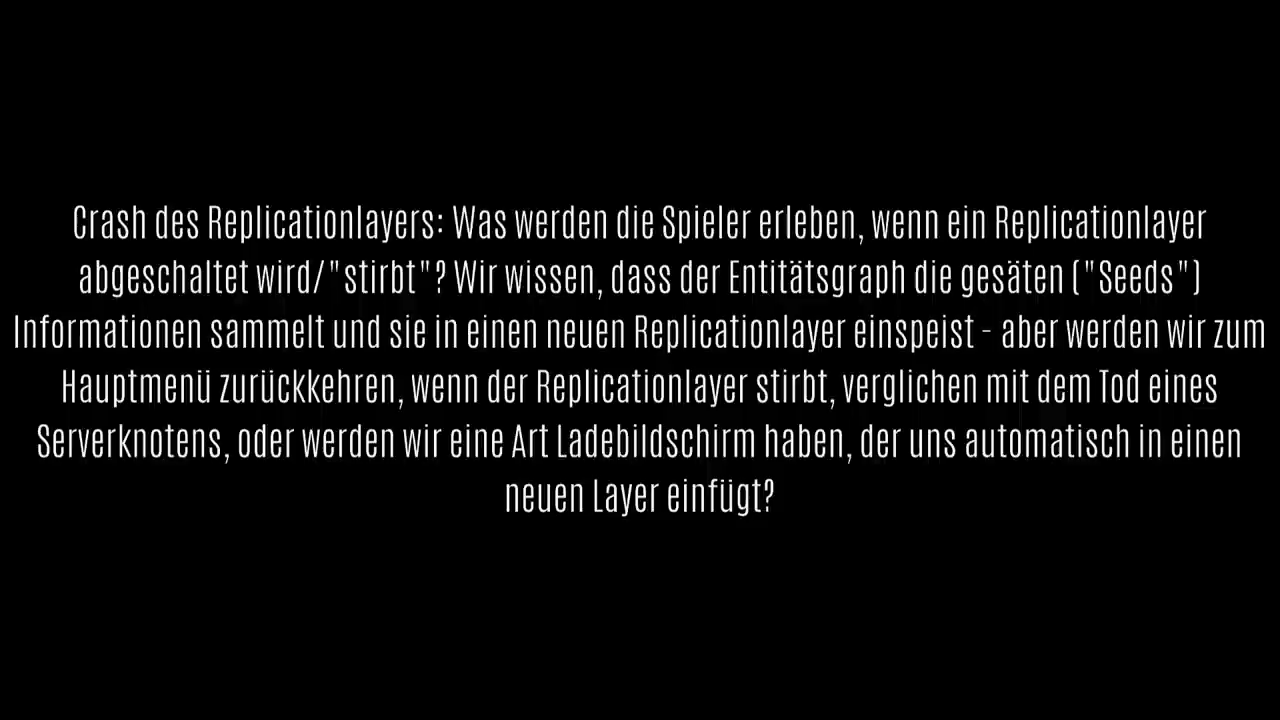 Crash des Replicationlayers: Was werden die Spieler erleben, wenn ein Replicationlayer
abgeschaltet wird/"stirbt"? Wir wissen, dass der Entitätsgraph die gesäten ("Seeds")
Informationen sammelt und sie in einen neuen Replicationlayer einspeist - aber werden wir zum
Hauptmenü zurückkehren, wenn der Replicationlayer stirbt, verglichen mit dem Tod eines
Serverknotens, oder werden wir eine Art Ladebildschirm haben, der uns automatisch in einen
neuen Layer einfügt?